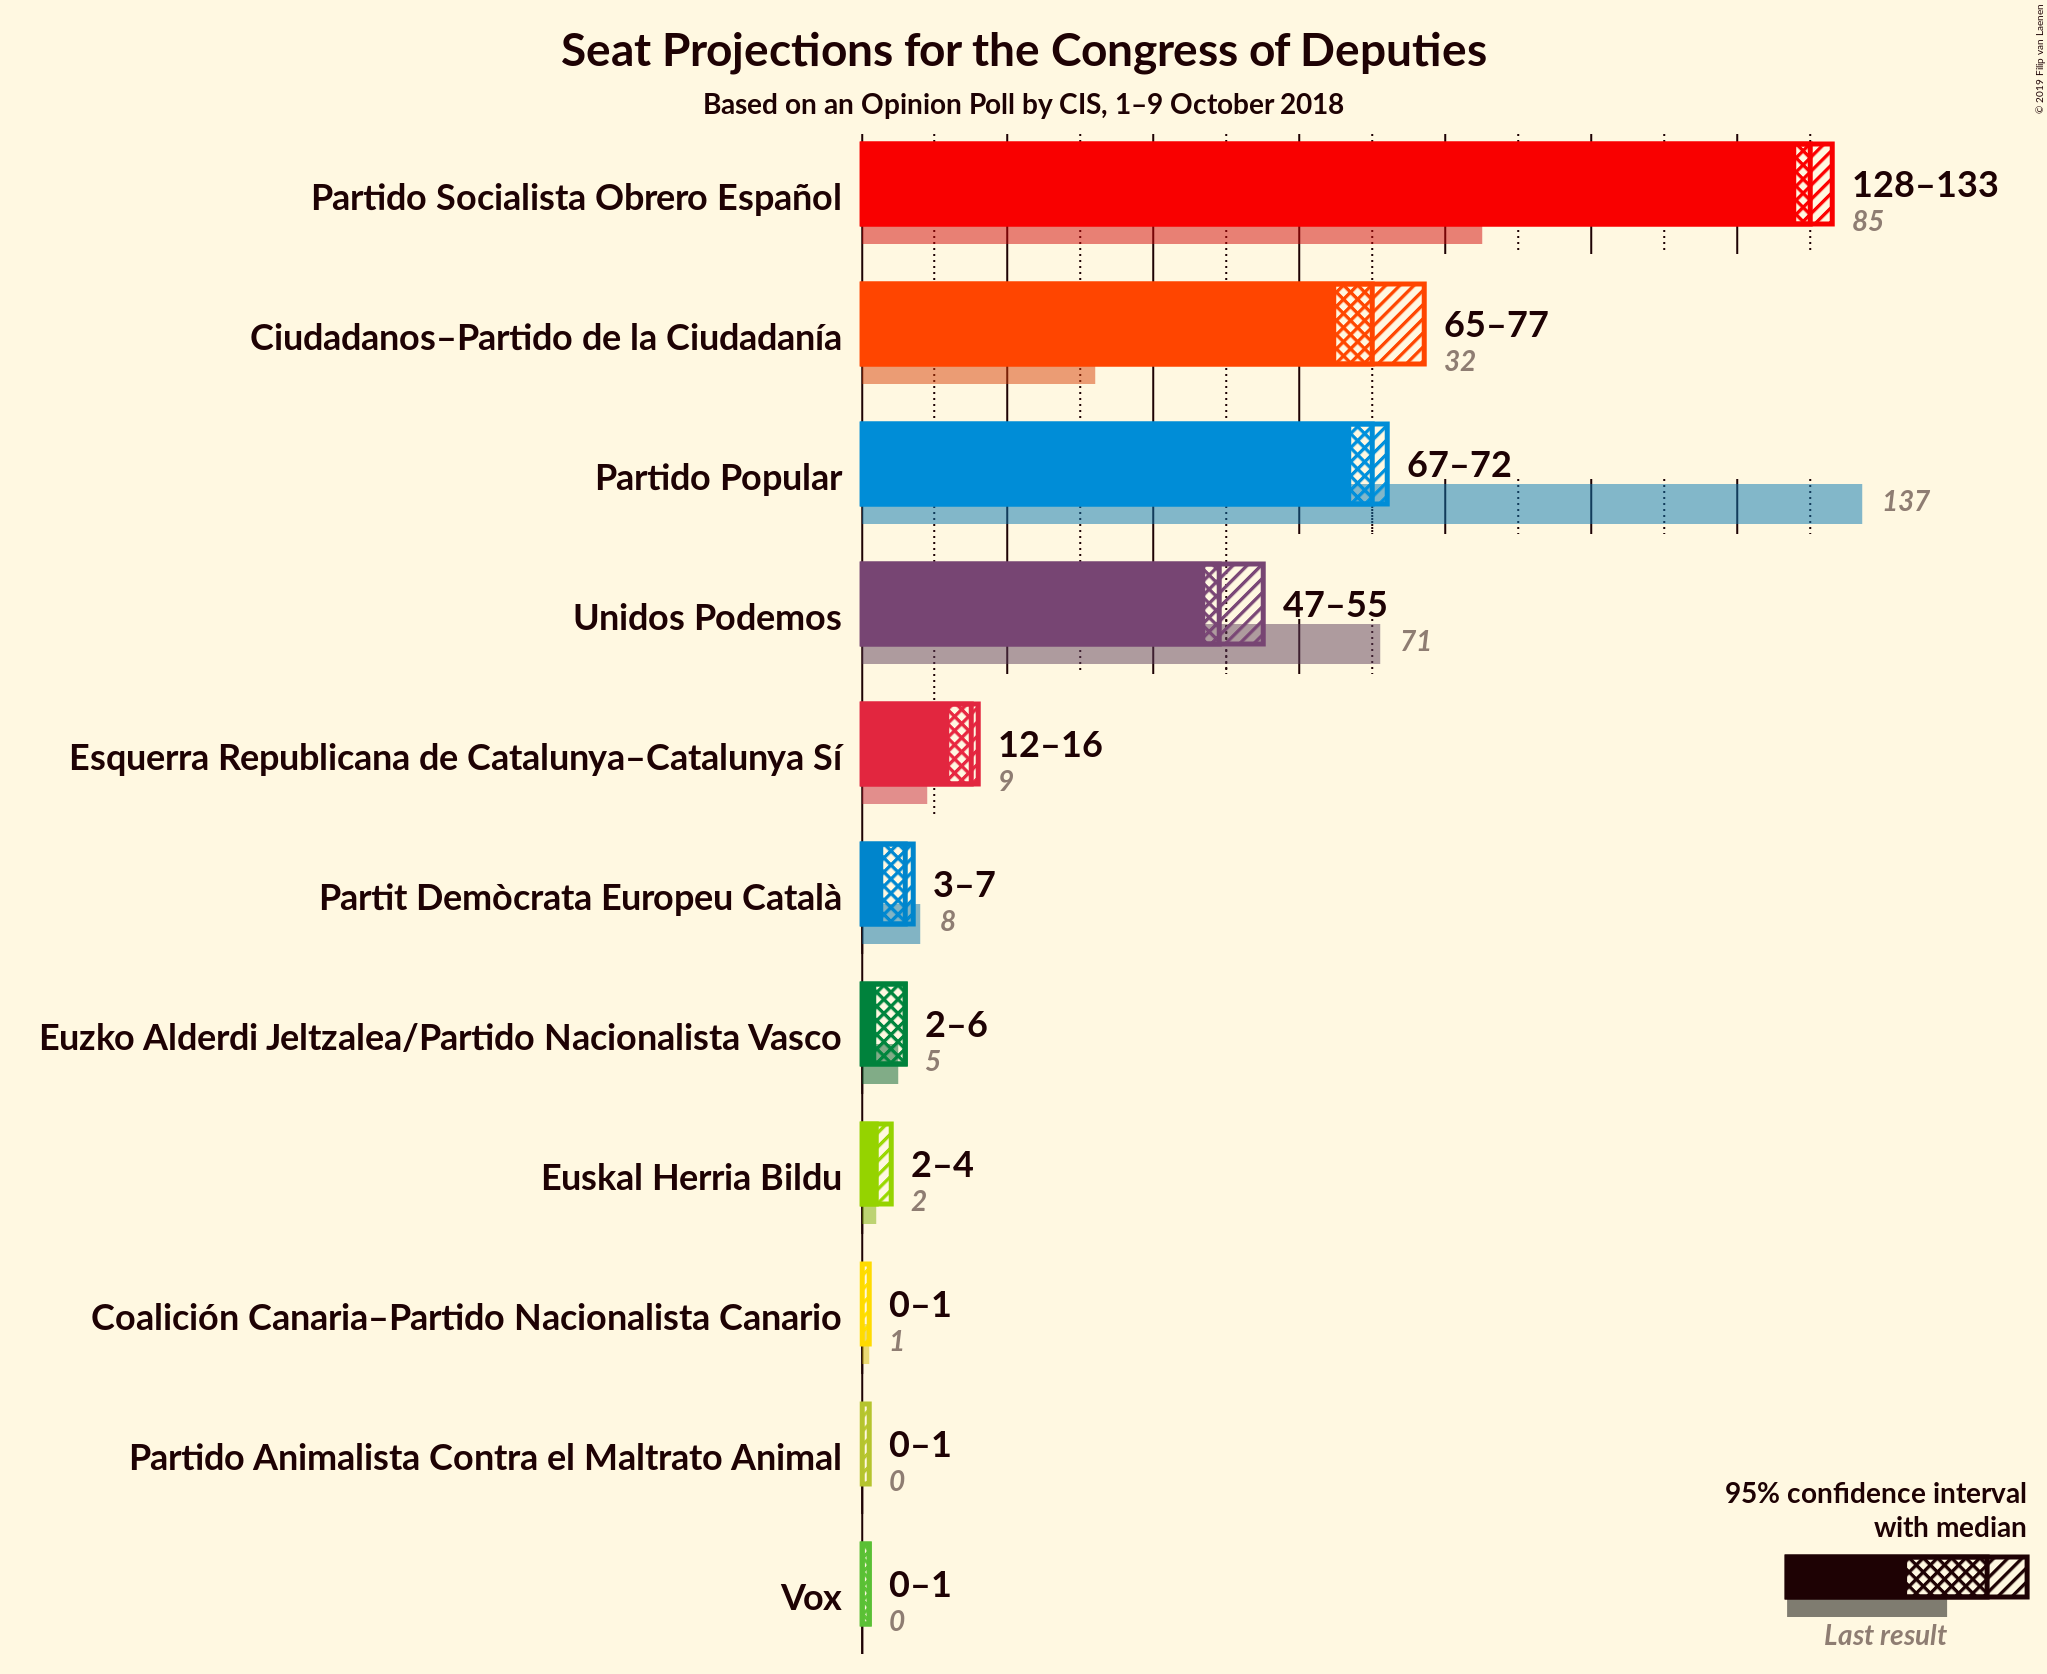 Seat Projections for the Congress of Deputies
Based on an Opinion Poll by CIS, 1–9 October 2018
© 2019 Filip van Laenen
Partido Socialista Obrero Español
128–133
85
Ciudadanos–Partido de la Ciudadanía
65–77
32
Partido Popular
67–72
137
Unidos Podemos
47–55
71
Esquerra Republicana de Catalunya–Catalunya Sí
12–16
9
Partit Demòcrata Europeu Català
3–7
8
Euzko Alderdi Jeltzalea/Partido Nacionalista Vasco
2–6
5
Euskal Herria Bildu
2–4
2
Coalición Canaria–Partido Nacionalista Canario
0–1
1
Partido Animalista Contra el Maltrato Animal
0–1
0
Vox
0–1
0
95% confidence interval
with median
Last result